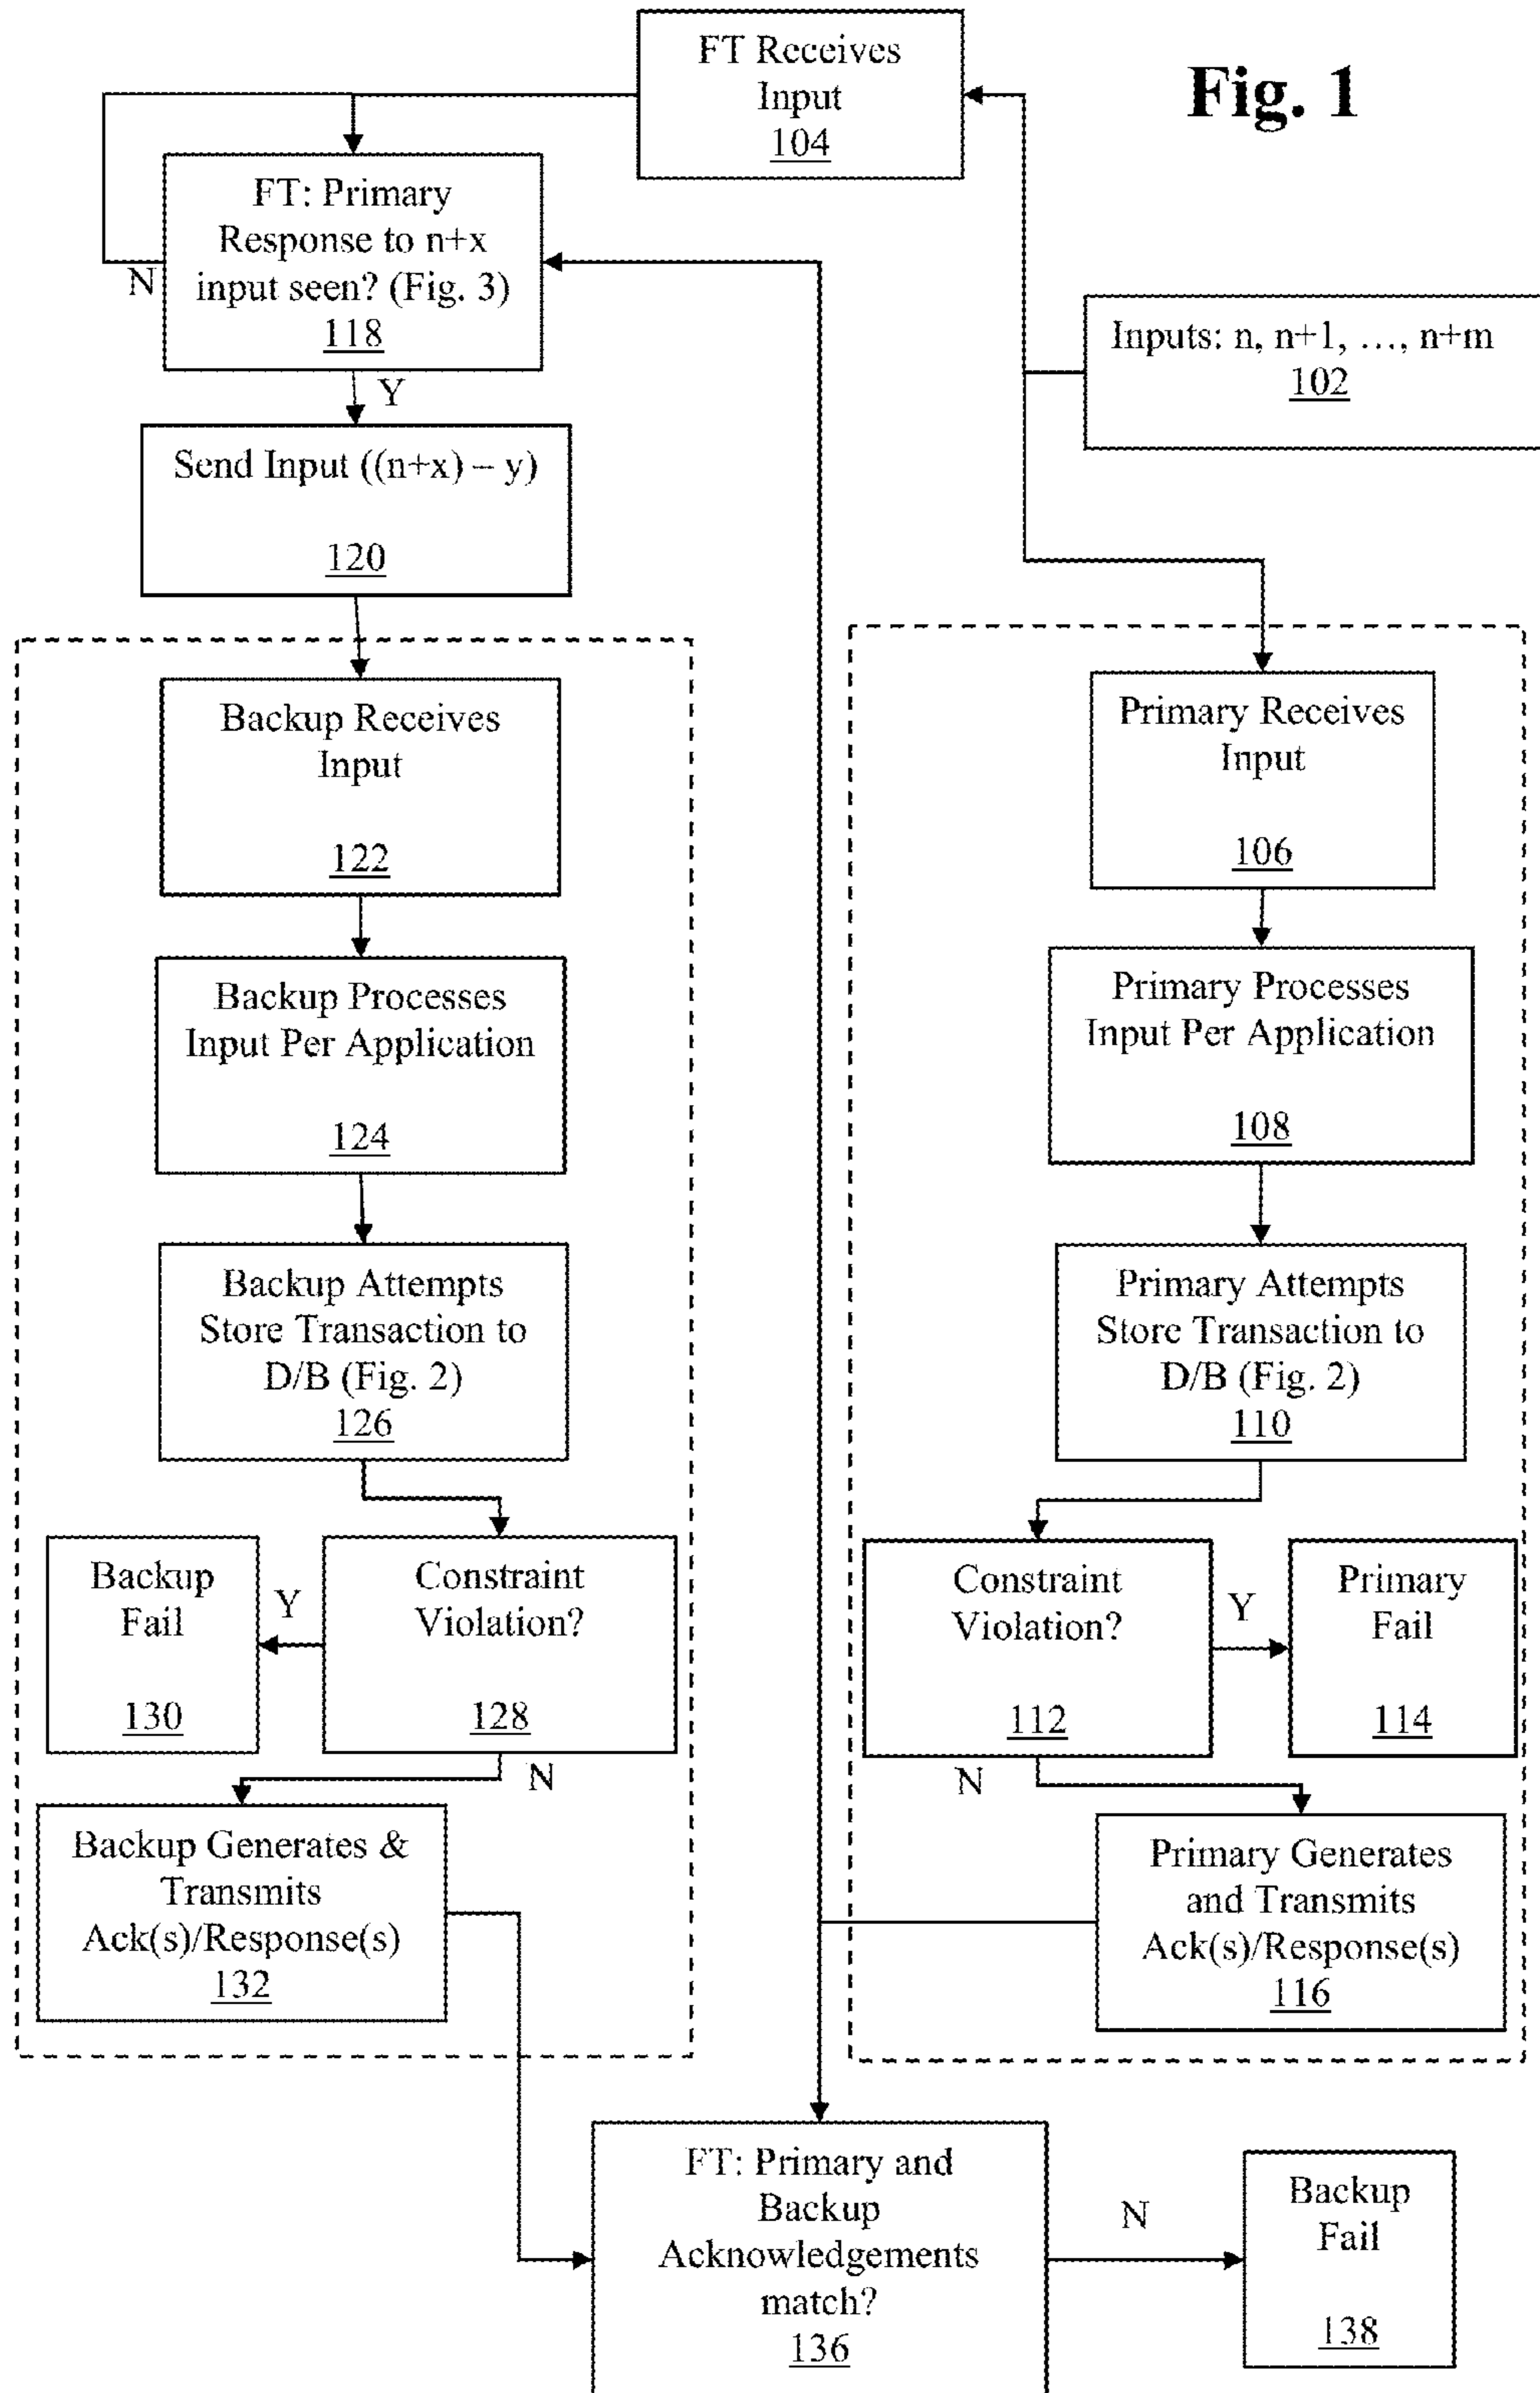 Fig. 1
FT Receives
Input
104
FT: Primary
Response to n+x
input seen? (Fig. 3)
118
N
Y
Inputs: n, n+1, …, n+m
102
Send Input ((n+x) – y)
120
Backup Receives
Input
122
Primary Receives
Input
106
Backup Processes
Input Per Application
124
Primary Processes
Input Per Application
108
Backup Attempts
Store Transaction to
D/B (Fig. 2)
126
Primary Attempts
Store Transaction to
D/B (Fig. 2)
110
Backup
Fail
130
Y
Constraint
Violation?
128
N
Constraint
Violation?
112
Y
N
Primary
Fail
114
Backup Generates &
Transmits
Ack(s)/Response(s)
132
Primary Generates
and Transmits
Ack(s)/Response(s)
116
FT: Primary and
Backup
Acknowledgements
match?
136
N
Backup
Fail
138